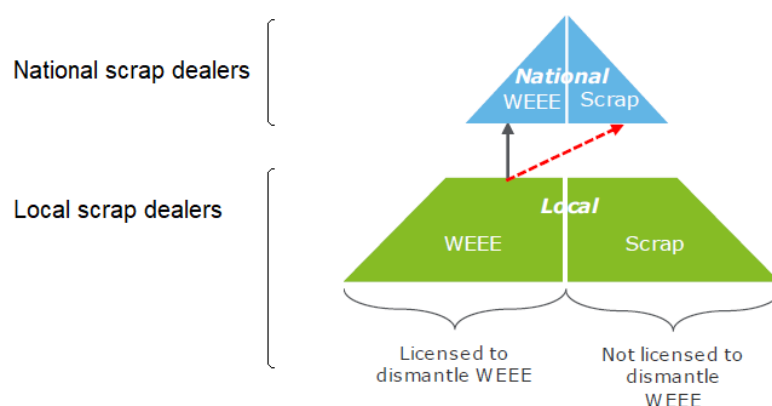 National scrap dealers
National
WEEE
Scrap
Local scrap dealers
Local
WEEE
Scrap
Licensed to
dismantle WEEE
Not licensed to
dismantle
WEEE